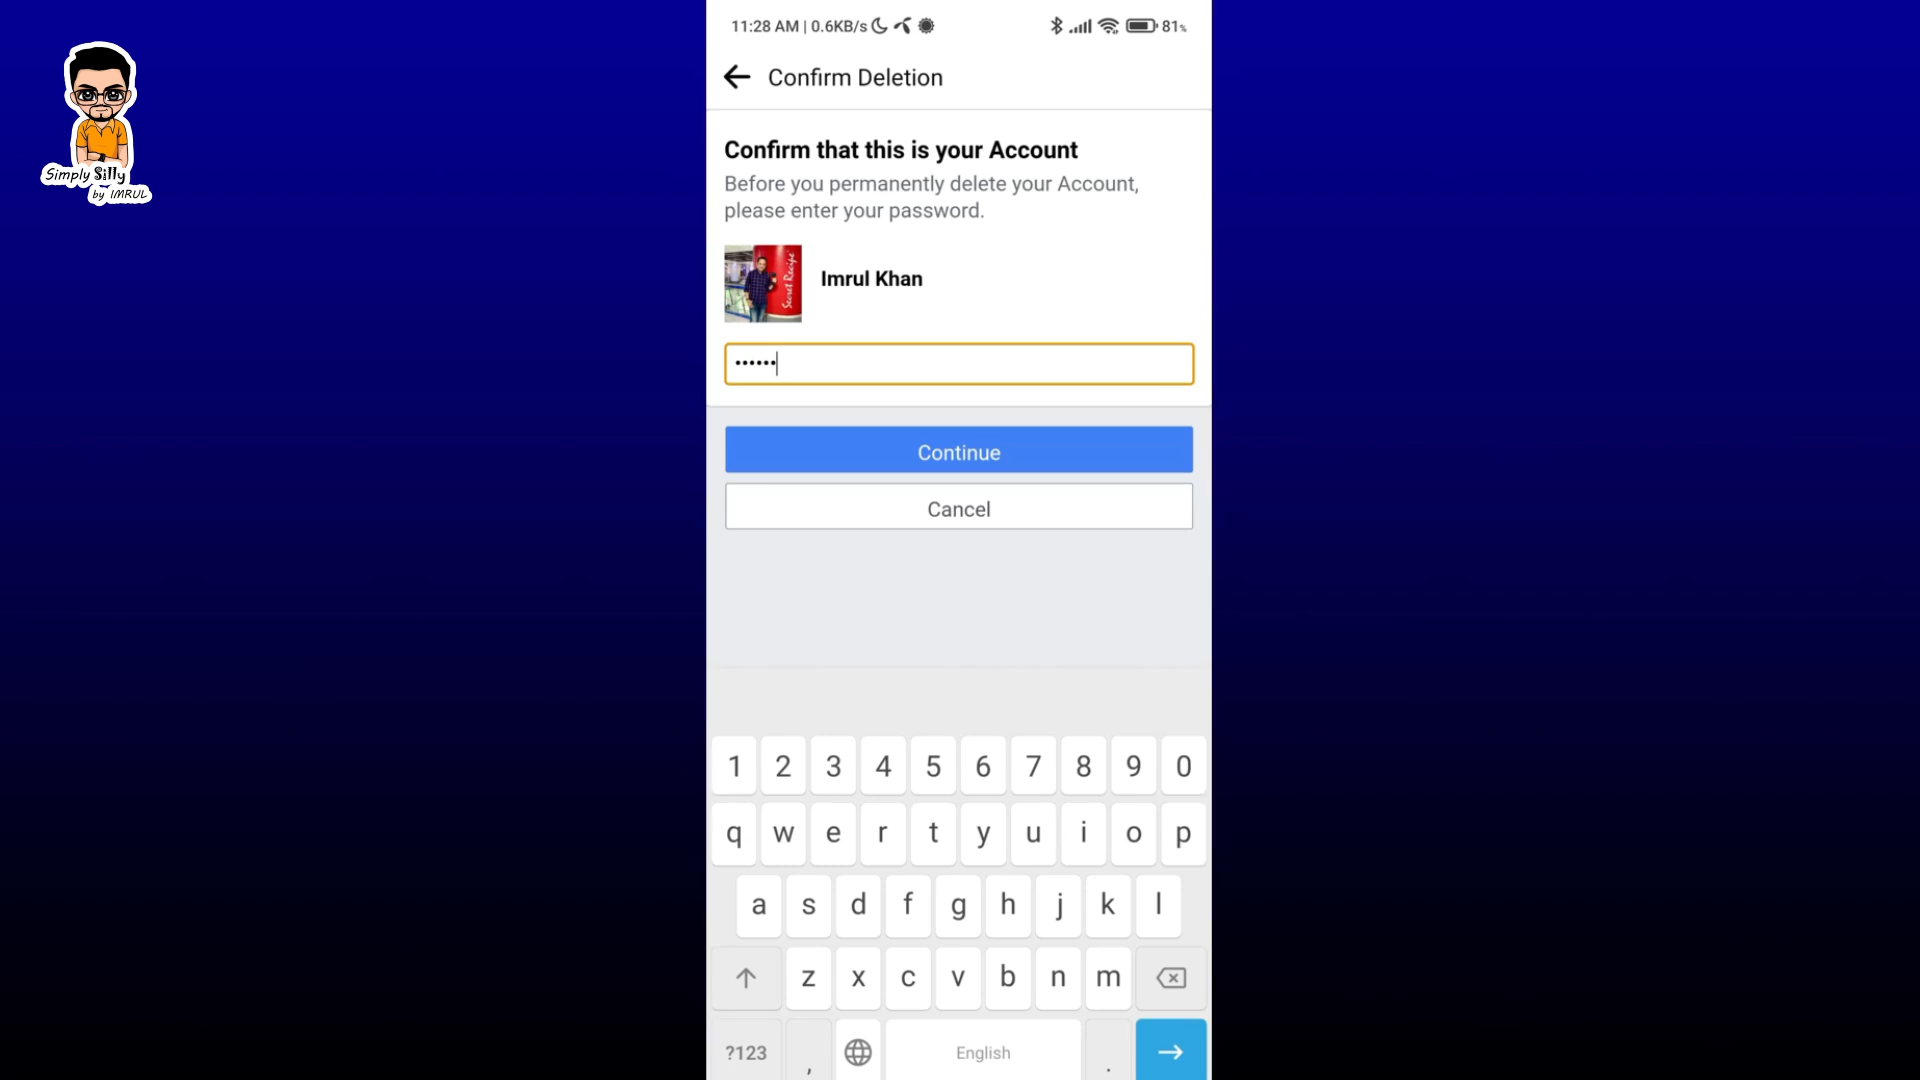 11:28 AM | 0.6KB/s
81%
Confirm Deletion
Simply Silly
by IMRUL
Confirm that this is your Account
Before you permanently delete your Account,
please enter your password.
Secret Recipe
Imrul Khan
••••••
Continue
Cancel
1 2 3 4 5 6 7 8 9 0
q w e r t y u i o p
a s d f g h j k l
z x c v b n m
?123 , English .